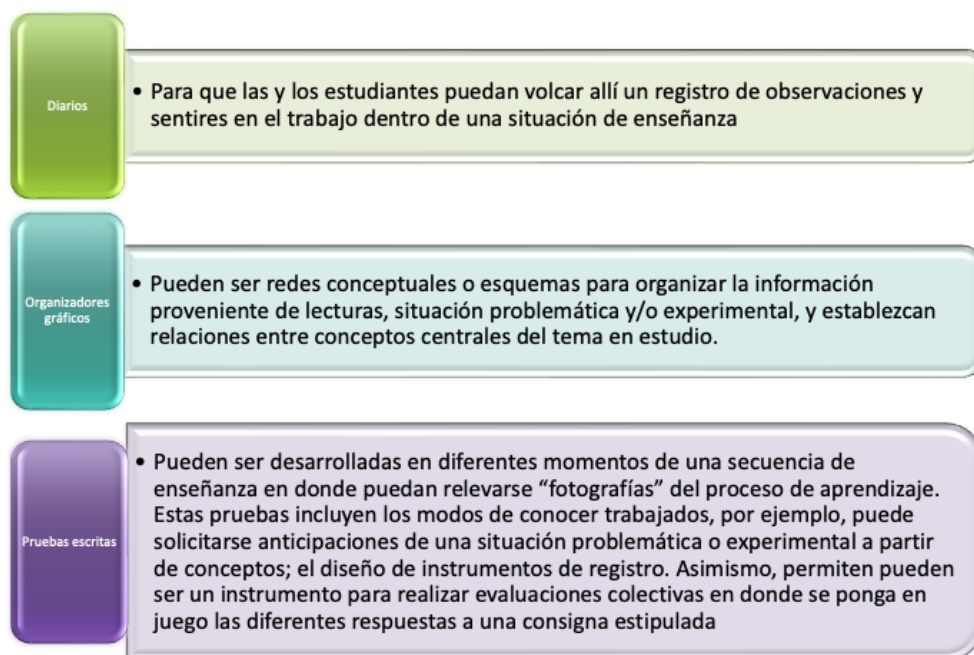 Diarios
• Para que las y los estudiantes puedan volcar allí un registro de observaciones y
sentires en el trabajo dentro de una situación de enseñanza
Organizadores
gráficos
• Pueden ser redes conceptuales o esquemas para organizar la información
proveniente de lecturas, situación problemática y/o experimental, y establezcan
relaciones entre conceptos centrales del tema en estudio.
Pruebas escritas
• Pueden ser desarrolladas en diferentes momentos de una secuencia de
enseñanza en donde puedan relevarse “fotografías” del proceso de aprendizaje.
Estas pruebas incluyen los modos de conocer trabajados, por ejemplo, puede
solicitarse anticipaciones de una situación problemática o experimental a partir
de conceptos; el diseño de instrumentos de registro. Asimismo, permiten pueden
ser un instrumento para realizar evaluaciones colectivas en donde se ponga en
juego las diferentes respuestas a una consigna estipulada